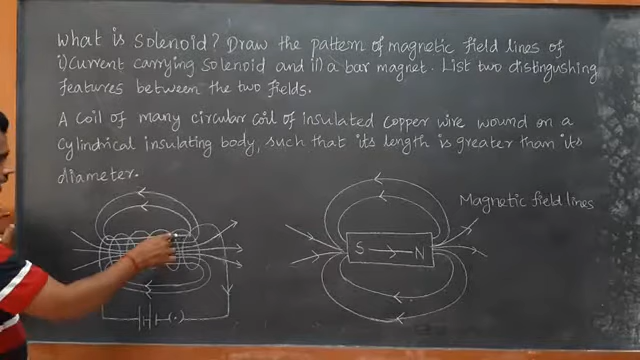 What is Solenoid? Draw the pattern of magnetic field lines of
i) Current carrying Solenoid and ii) a bar magnet. List two distinguishing
features between the two fields.
A coil of many circular coil of insulated copper wire wound on a
cylindrical insulating body, such that its length is greater than its
diameter.
Magnetic field lines
S N